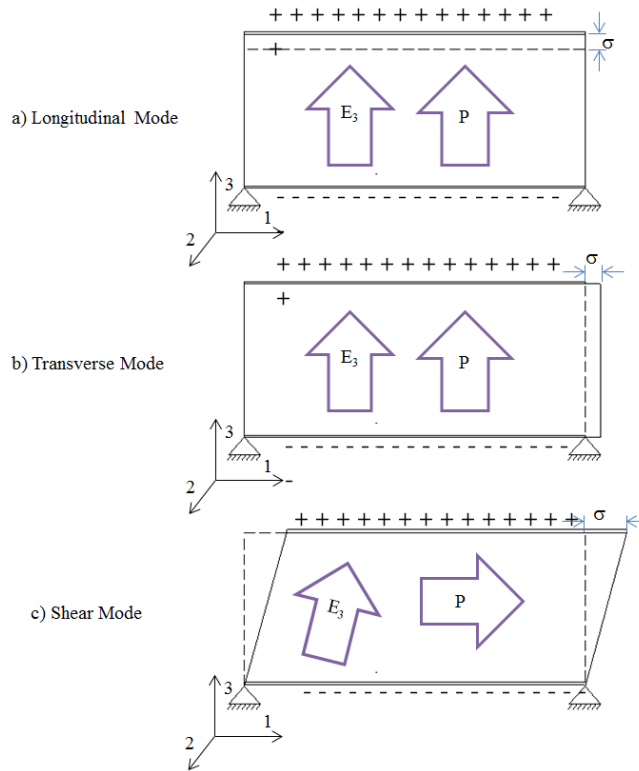 + + + + + + + + + + + + +
σ
+
a) Longitudinal Mode
E3
P
- - - - - - - - - - - - - - -
3
1
2
+ + + + + + + + + + + + + +
σ
+
b) Transverse Mode
E3
P
- - - - - - - - - - - - - - -
3
1 -
2
+ + + + + + + + + + + + + +
σ
c) Shear Mode
E3
P
- - - - - - - - - - - - - - -
3
1
2